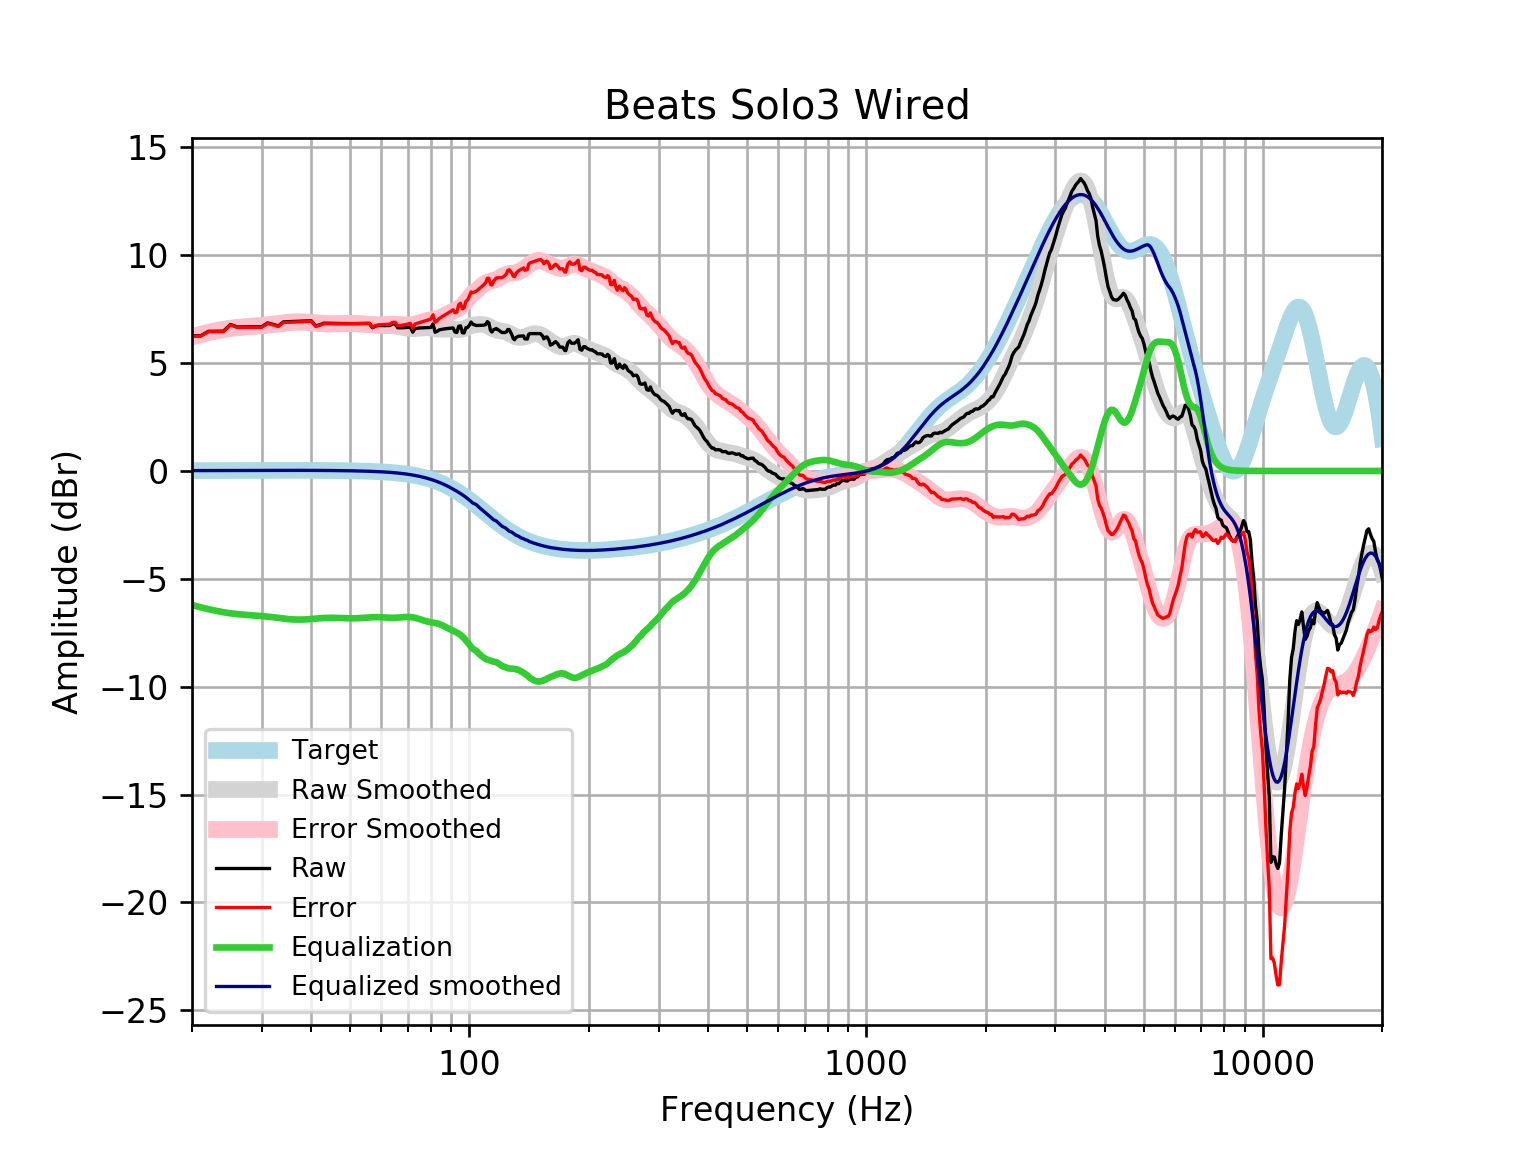 Beats Solo3 Wired
15
10
5
0
−5
−10
−15
−20
−25
Amplitude (dBr)
Target
Raw Smoothed
Error Smoothed
Raw
Error
Equalization
Equalized smoothed
100 1000 10000
Frequency (Hz)